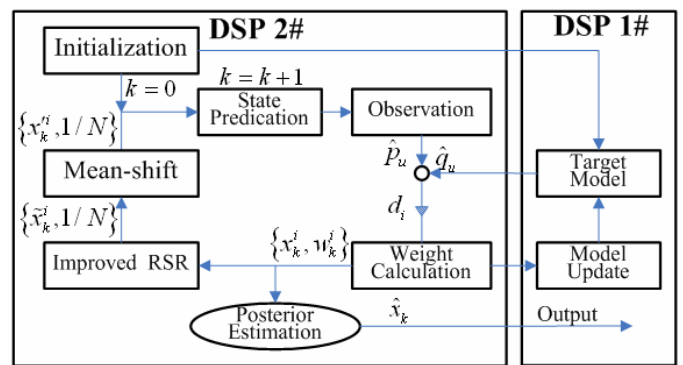 DSP 2#
DSP 1#
Initialization
k = 0
k = k + 1
State
Predication
Observation
{x′ᵢₖ, 1/N}
p̂ᵤ
q̂ᵤ
Mean-shift
Target
Model
dᵢ
{x̃ᵢₖ, 1/N}
{xᵢₖ, wᵢₖ}
Improved RSR
Weight
Calculation
Model
Update
Posterior
Estimation
x̂ₖ
Output